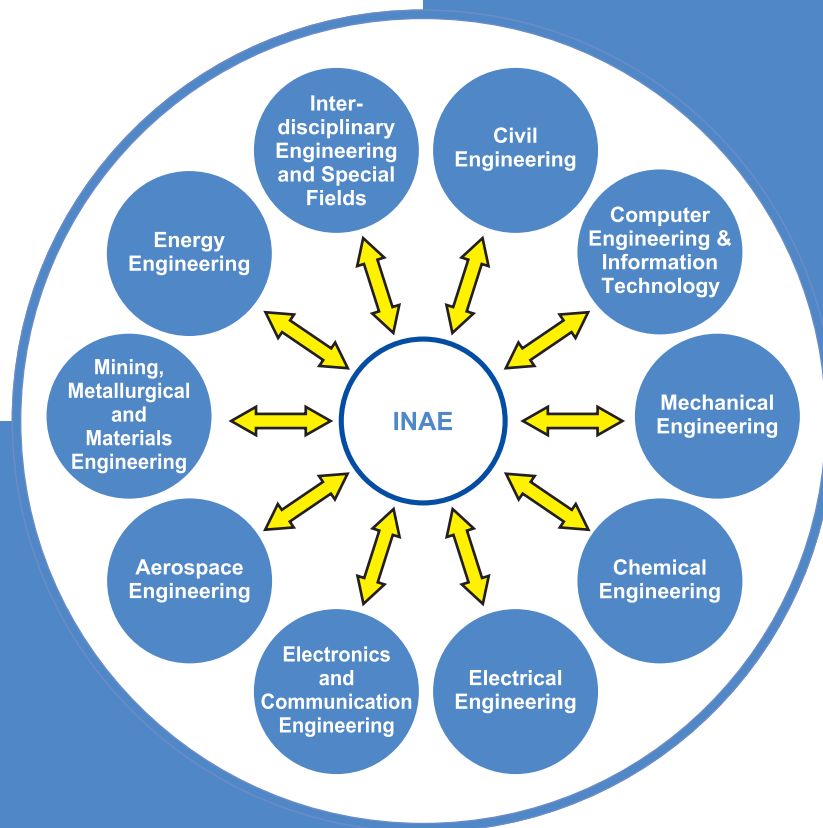 Inter-
disciplinary
Engineering
and Special
Fields
Civil
Engineering
Computer
Engineering &
Information
Technology
Mechanical
Engineering
Chemical
Engineering
Electrical
Engineering
Electronics
and
Communication
Engineering
Aerospace
Engineering
Mining,
Metallurgical
and
Materials
Engineering
Energy
Engineering
INAE